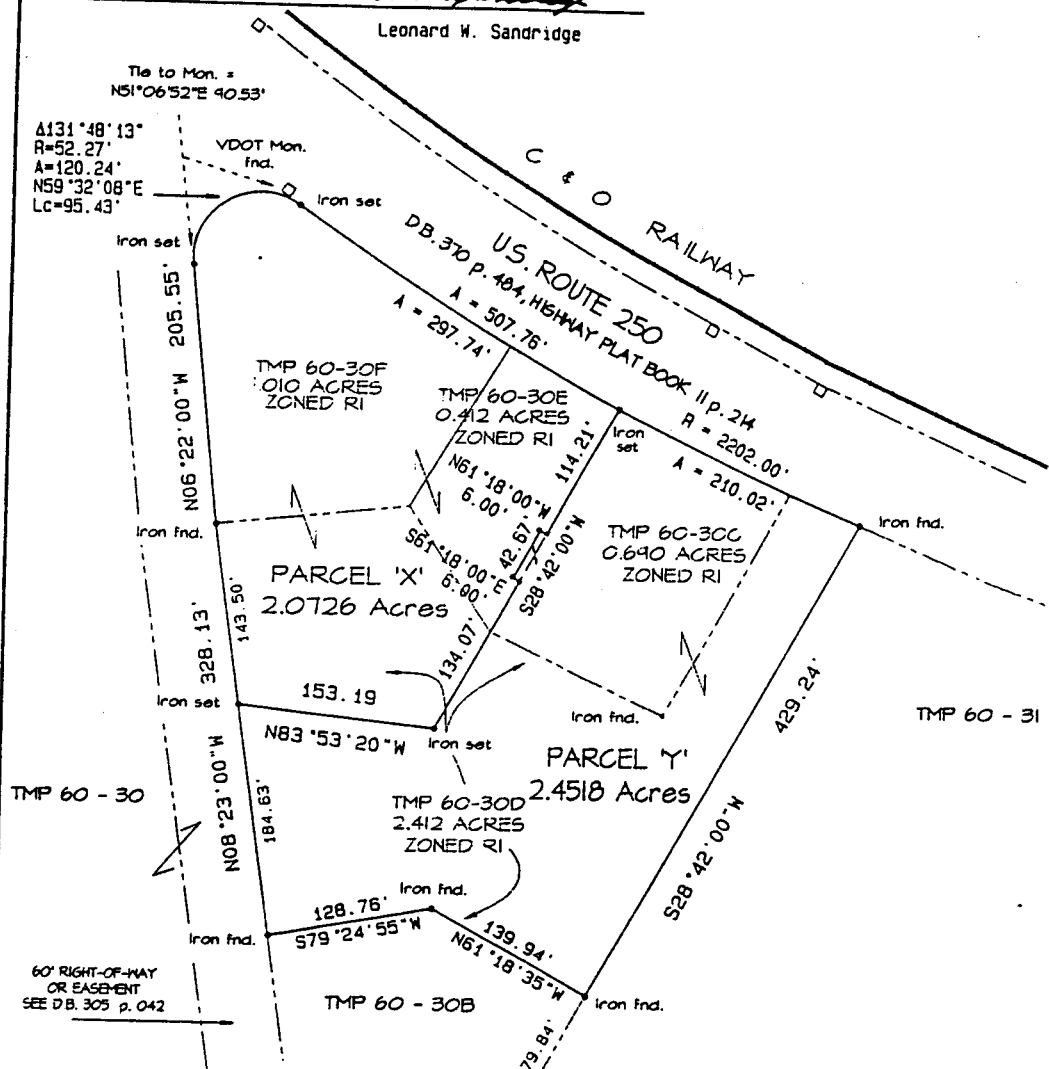 Leonard W. Sandridge
Tie to Mon. =
N51°06'52"E 90.53'
Δ131°48'13"
R=52.27'
A=120.24'
N59°32'08"E
Lc=95.43'
VDOT Mon.
fnd.
Iron set
Iron set
C & O RAILWAY
U.S. ROUTE 250
D.B. 370 p. 484, HIGHWAY PLAT BOOK 11 p. 214
A = 507.76'
A = 297.74'
R = 2202.00'
A = 210.02'
N06°22'00"W 205.55'
TMP 60-30F
.010 ACRES
ZONED R1
TMP 60-30E
0.412 ACRES
ZONED R1
Iron
set
114.21'
N61°18'00"W
6.00'
42.67'
S61°18'00"E
6.00'
S28°42'00"W
TMP 60-30C
0.690 ACRES
ZONED R1
Iron fnd.
Iron fnd.
PARCEL 'X'
2.0726 Acres
134.07'
328.13'
143.50'
Iron set
153.19
N83°53'20"W
Iron set
Iron fnd.
429.24'
TMP 60 - 31
PARCEL 'Y'
2.4518 Acres
TMP 60 - 30
N08°23'00"W
184.63'
TMP 60-30D
2.412 ACRES
ZONED R1
S28°42'00"W
Iron fnd.
128.76'
S79°24'55"W
Iron fnd.
139.94'
N61°18'35"W
Iron fnd.
60' RIGHT-OF-WAY
OR EASEMENT
SEE D.B. 305 p. 042
TMP 60 - 30B
79.84'